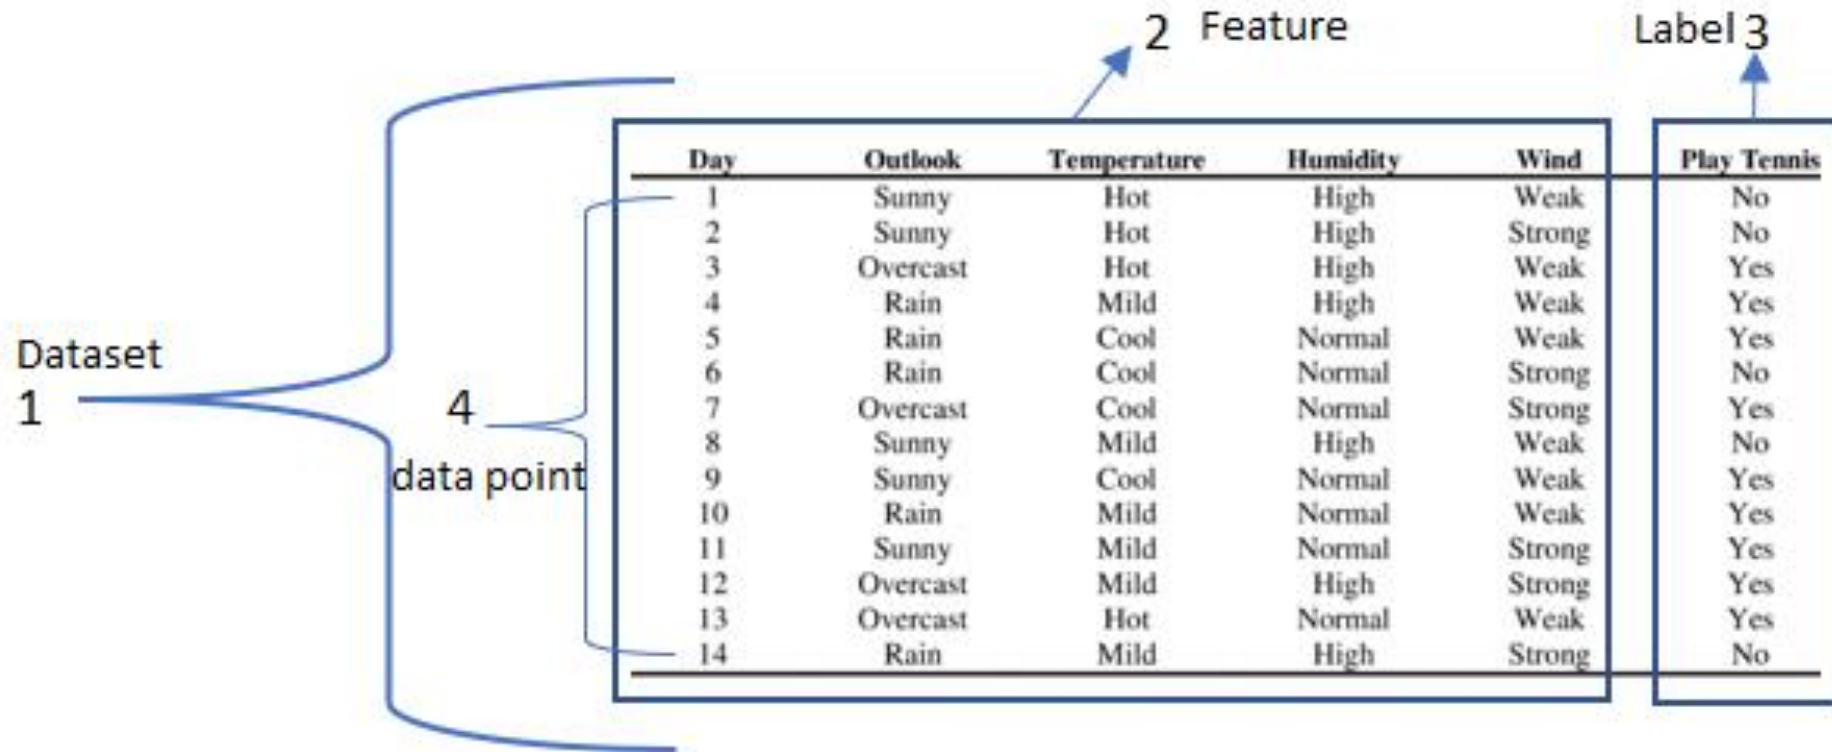 2 Feature
Label 3
Day Outlook Temperature Humidity Wind Play Tennis
1 Sunny Hot High Weak No
2 Sunny Hot High Strong No
3 Overcast Hot High Weak Yes
4 Rain Mild High Weak Yes
5 Rain Cool Normal Weak Yes
6 Rain Cool Normal Strong No
7 Overcast Cool Normal Strong Yes
8 Sunny Mild High Weak No
9 Sunny Cool Normal Weak Yes
10 Rain Mild Normal Weak Yes
11 Sunny Mild Normal Strong Yes
12 Overcast Mild High Strong Yes
13 Overcast Hot Normal Weak Yes
14 Rain Mild High Strong No
Dataset
1
4
data point